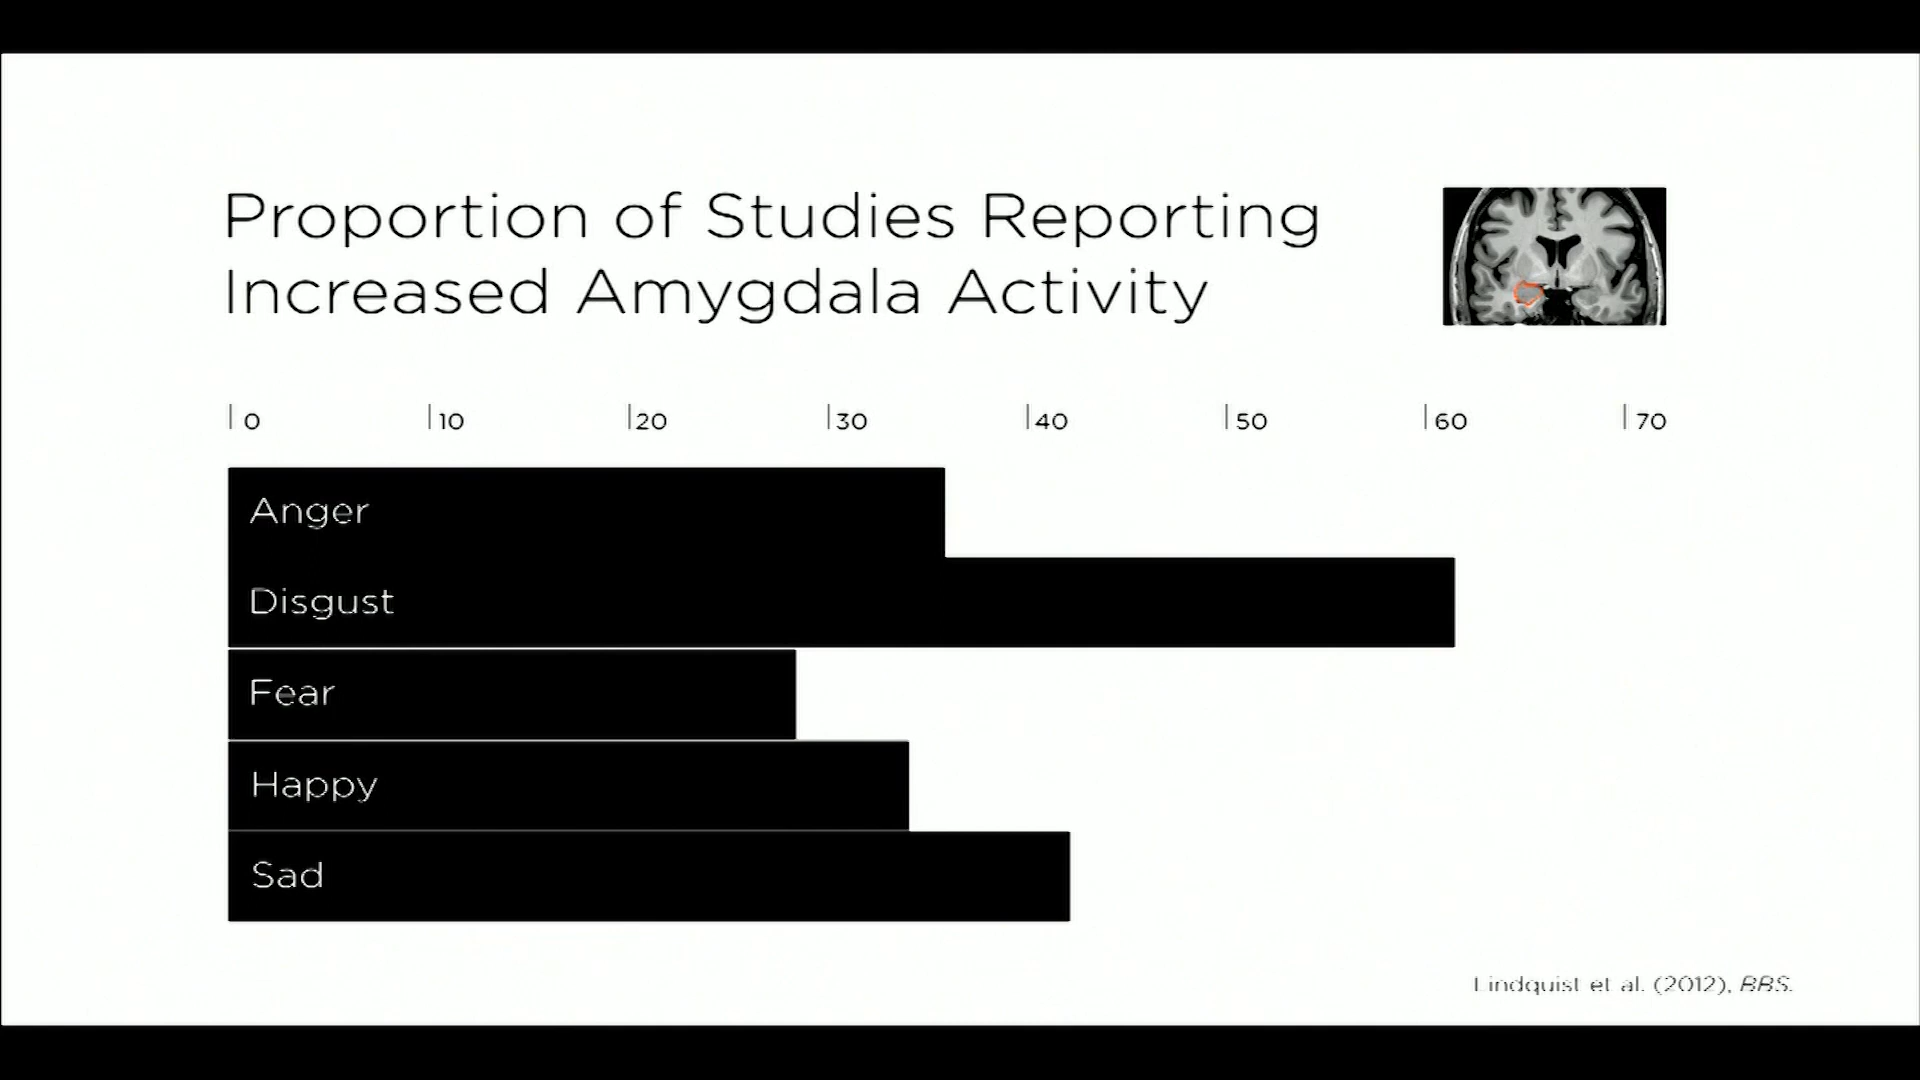 Proportion of Studies Reporting
Increased Amygdala Activity
0 10 20 30 40 50 60 70
Anger
Disgust
Fear
Happy
Sad
Lindquist et al. (2012), BBS.